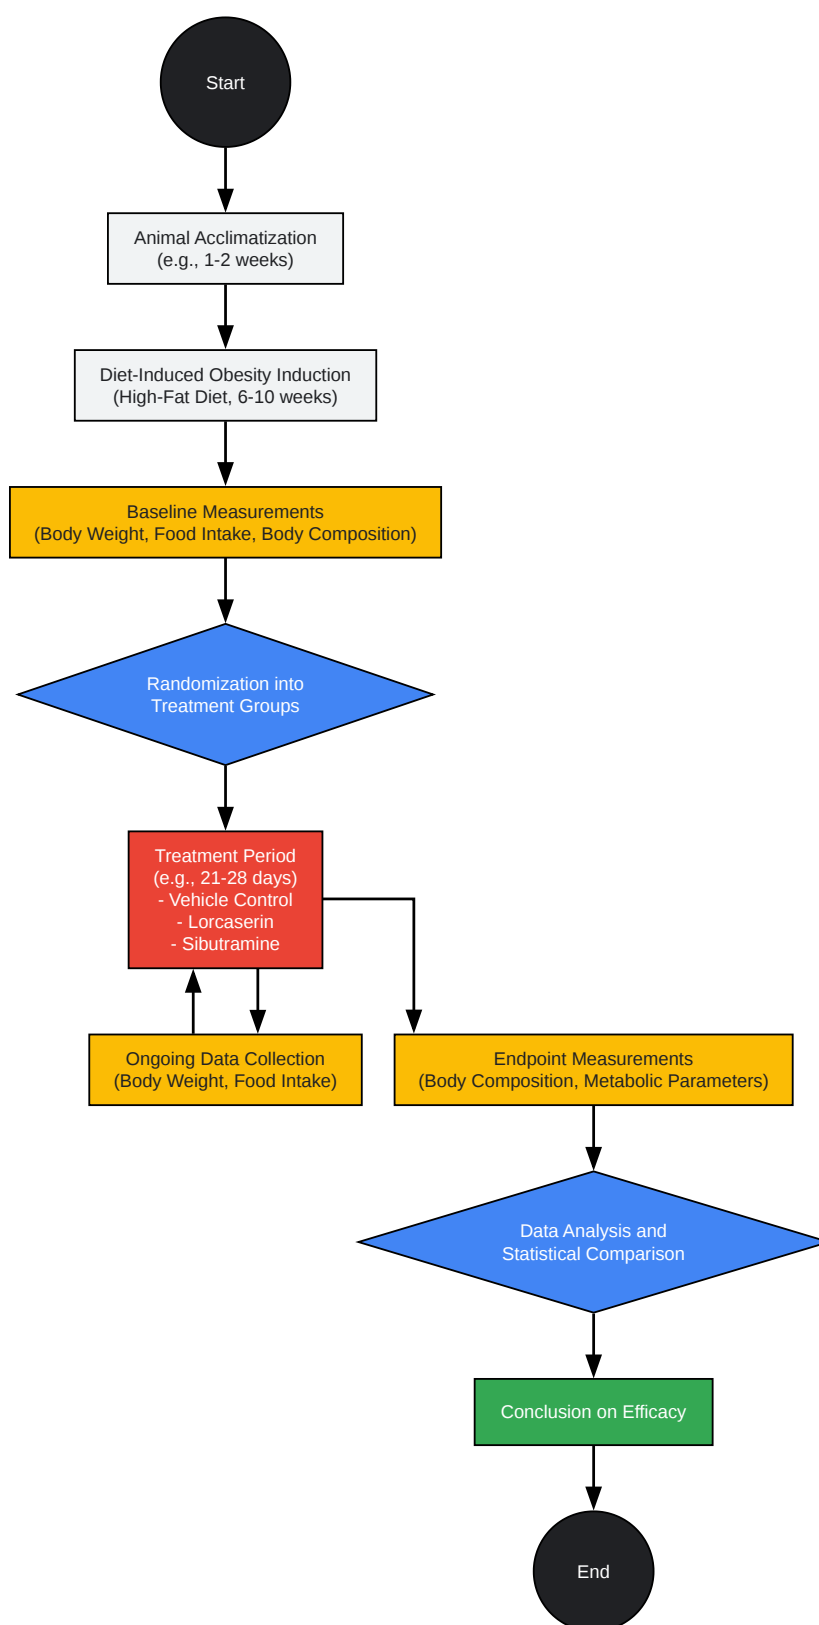 Start
Animal Acclimatization
(e.g., 1-2 weeks)
Diet-Induced Obesity Induction
(High-Fat Diet, 6-10 weeks)
Baseline Measurements
(Body Weight, Food Intake, Body Composition)
Randomization into
Treatment Groups
Treatment Period
(e.g., 21-28 days)
- Vehicle Control
- Lorcaserin
- Sibutramine
Ongoing Data Collection
(Body Weight, Food Intake)
Endpoint Measurements
(Body Composition, Metabolic Parameters)
Data Analysis and
Statistical Comparison
Conclusion on Efficacy
End